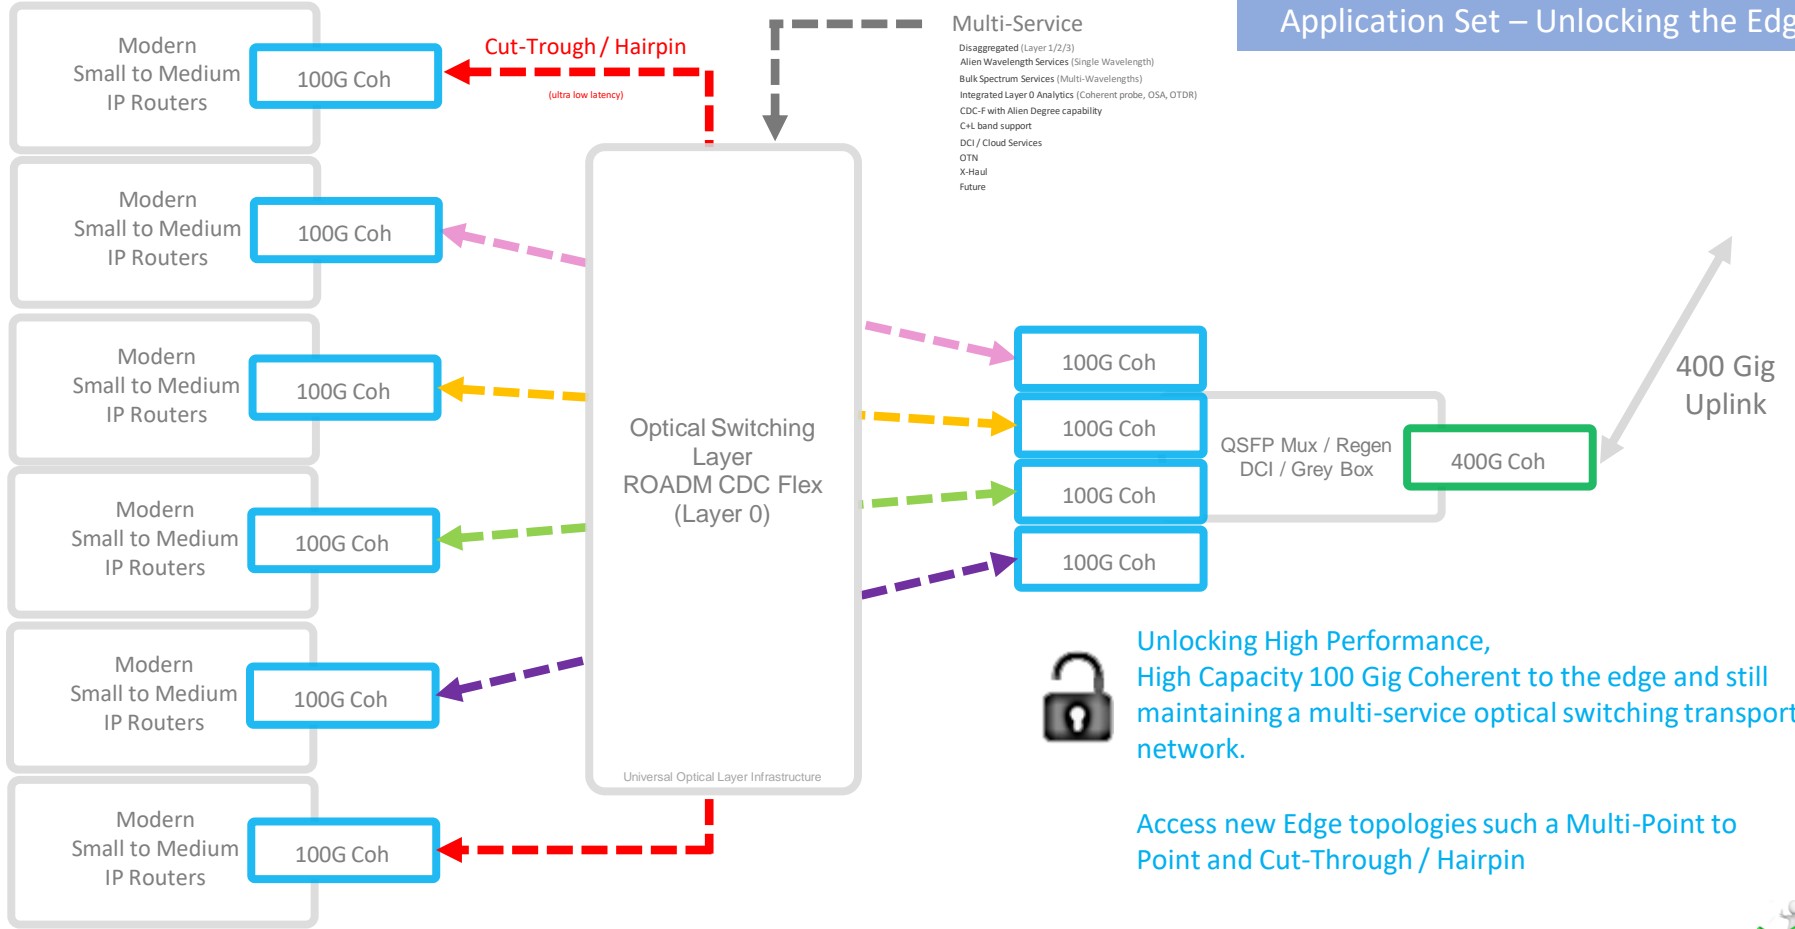 Application Set – Unlocking the Edg
Multi-Service
Disaggregated (Layer 1/2/3)
Alien Wavelength Services (Single Wavelength)
Bulk Spectrum Services (Multi-Wavelengths)
Integrated Layer 0 Analytics (Coherent probe, OSA, OTDR)
CDC-F with Alien Degree capability
C+L band support
DCI / Cloud Services
OTN
X-Haul
Future
Cut-Trough / Hairpin
(ultra low latency)
Modern
Small to Medium
IP Routers
100G Coh
Modern
Small to Medium
IP Routers
100G Coh
Modern
Small to Medium
IP Routers
100G Coh
Modern
Small to Medium
IP Routers
100G Coh
Modern
Small to Medium
IP Routers
100G Coh
Modern
Small to Medium
IP Routers
100G Coh
Optical Switching
Layer
ROADM CDC Flex
(Layer 0)
Universal Optical Layer Infrastructure
100G Coh
100G Coh
100G Coh
100G Coh
QSFP Mux / Regen
DCI / Grey Box
400G Coh
400 Gig
Uplink
Unlocking High Performance,
High Capacity 100 Gig Coherent to the edge and still
maintaining a multi-service optical switching transport
network.
Access new Edge topologies such a Multi-Point to
Point and Cut-Through / Hairpin